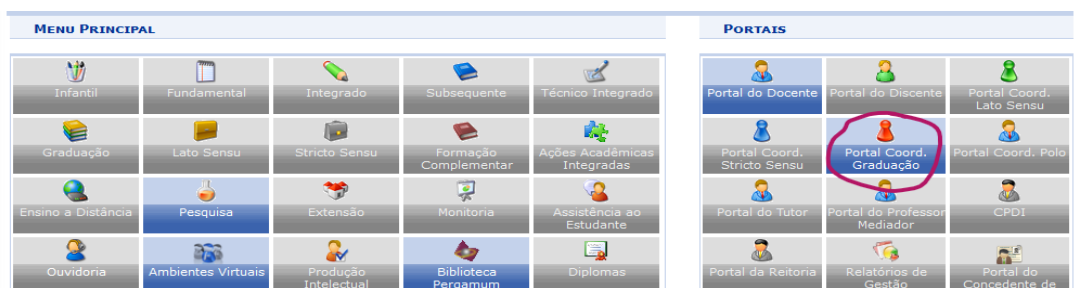 MENU PRINCIPAL
Infantil
Fundamental
Integrado
Subsequente
Técnico Integrado
Graduação
Lato Sensu
Stricto Sensu
Formação
Complementar
Ações Acadêmicas
Integradas
Ensino a Distância
Pesquisa
Extensão
Monitoria
Assistência ao
Estudante
Ouvidoria
Ambientes Virtuais
Produção
Intelectual
Biblioteca
Pergamum
Diplomas
PORTAIS
Portal do Docente
Portal do Discente
Portal Coord.
Lato Sensu
Portal Coord.
Stricto Sensu
Portal Coord.
Graduação
Portal Coord. Polo
Portal do Tutor
Portal do Professor
Mediador
CPDI
Portal da Reitoria
Relatórios de
Gestão
Portal do
Concedente de